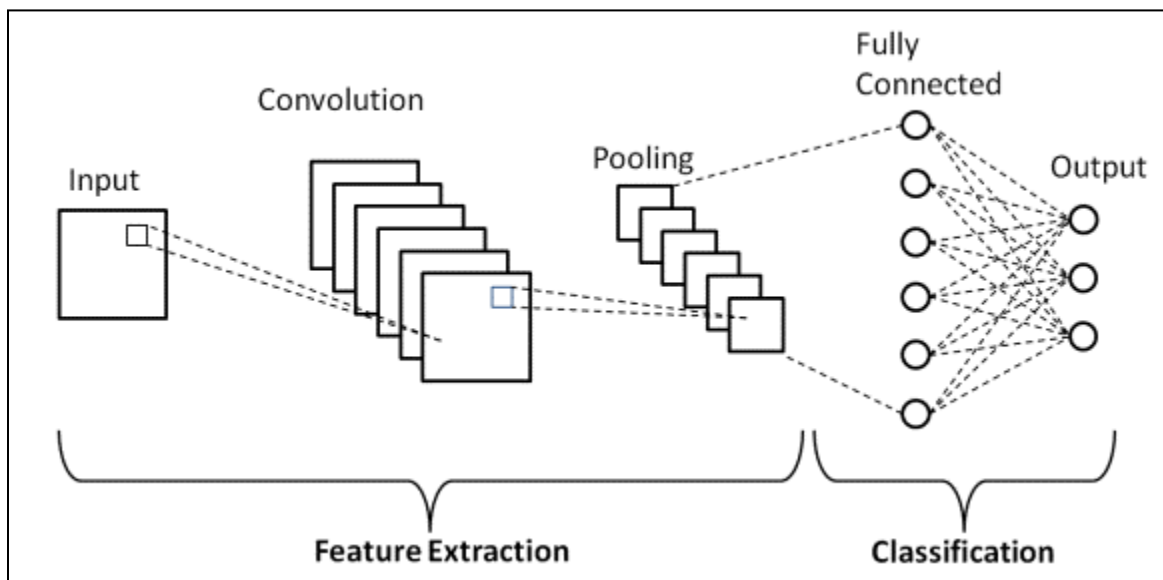 Input
Convolution
Pooling
Fully
Connected
Output
Feature Extraction
Classification